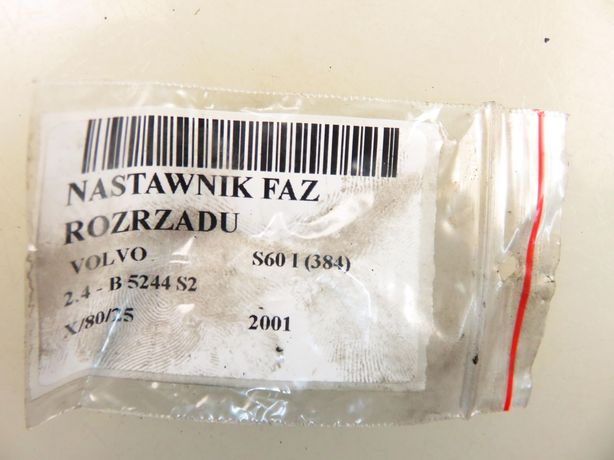 NASTAWNIK FAZ
ROZRZADU
VOLVO S60 I (384)
2.4 - B 5244 S2
X/80/25 2001